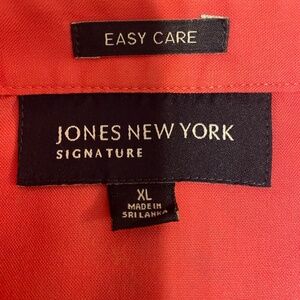 EASY CARE
JONES NEW YORK
SIGNATURE
XL
MADE IN
SRI LANKA